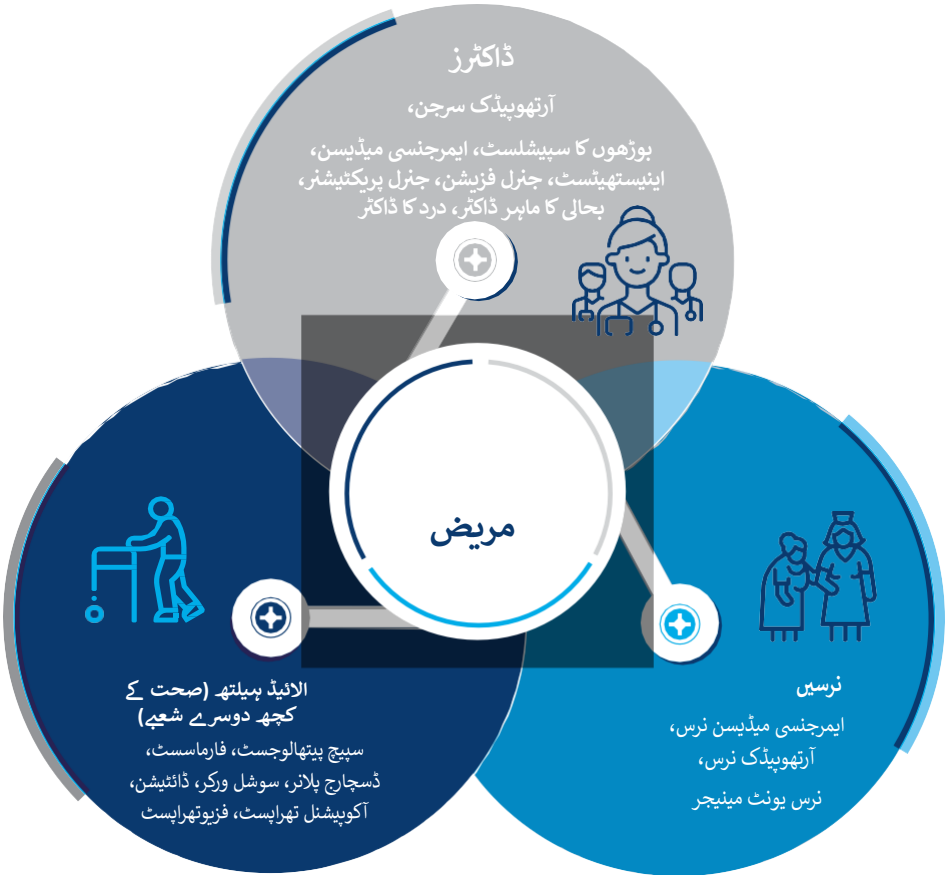 ڈاکٹرز
آرتھوپیڈک سرجن،
بوڑھوں کا سپیشلسٹ، ایمرجنسی میڈیسن،
اینیستھیٹسٹ، جنرل فزیشن، جنرل پریکٹیشنر،
بحالی کا ماہر ڈاکٹر، درد کا ڈاکٹر
مریض
نرسیں
ایمرجنسی میڈیسن نرس،
آرتھوپیڈک نرس،
نرس یونٹ مینیجر
الائیڈ ہیلتھ (صحت کے
کچھ دوسرے شعبے)
سپیچ پیتھالوجسٹ، فارماسسٹ،
ڈسچارج پلانر، سوشل ورکر، ڈائٹیشن،
آکوپیشنل تھراپسٹ، فزیوتھراپسٹ